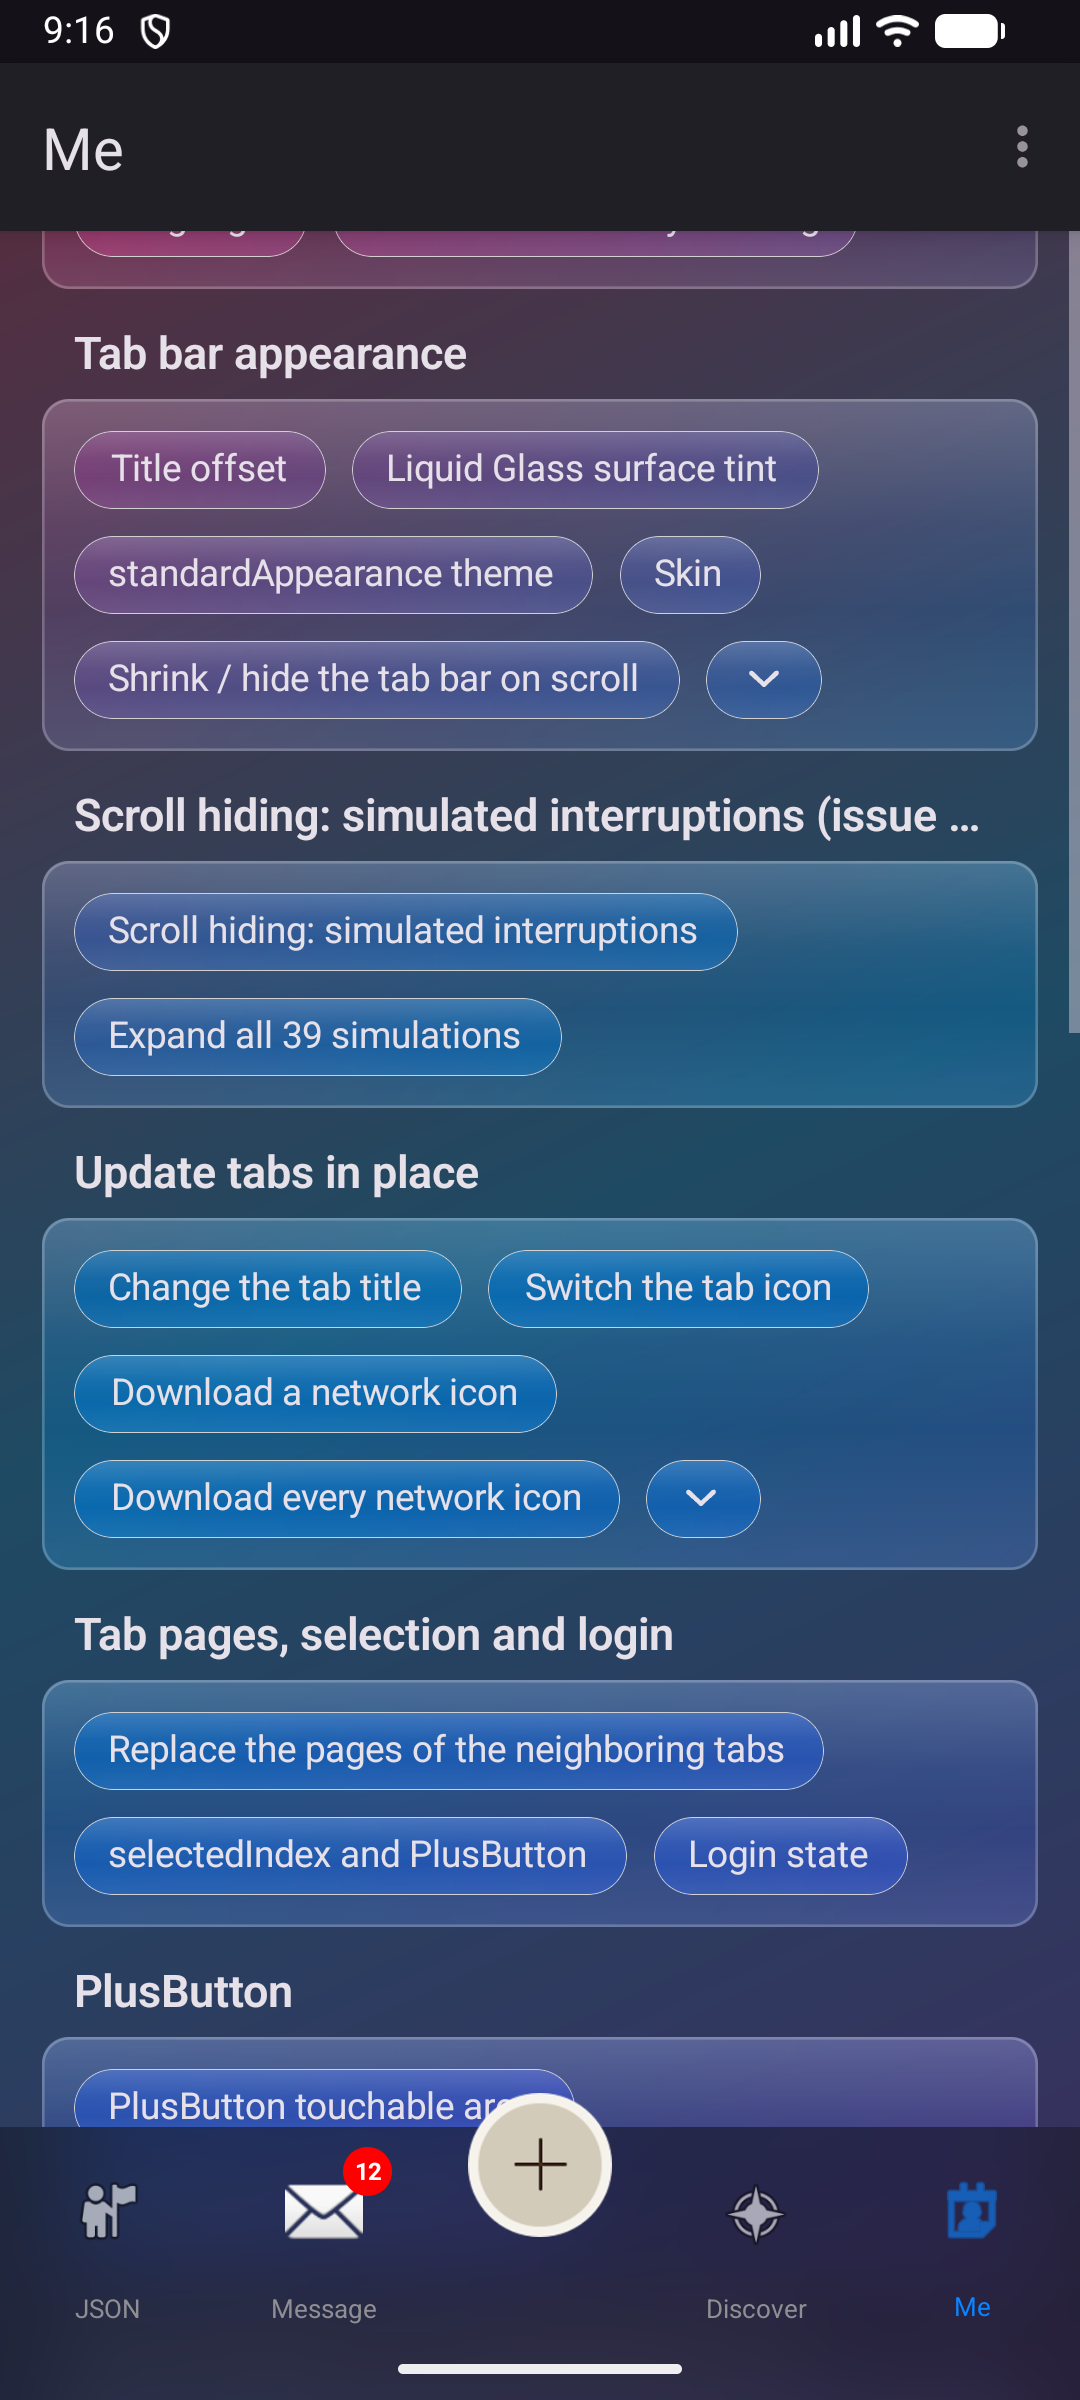 9:16
Me
Tab bar appearance
Title offset
Liquid Glass surface tint
standardAppearance theme
Skin
Shrink / hide the tab bar on scroll
Scroll hiding: simulated interruptions (issue ...
Scroll hiding: simulated interruptions
Expand all 39 simulations
Update tabs in place
Change the tab title
Switch the tab icon
Download a network icon
Download every network icon
Tab pages, selection and login
Replace the pages of the neighboring tabs
selectedIndex and PlusButton
Login state
PlusButton
PlusButton touchable
12
JSON
Message
Discover
Me